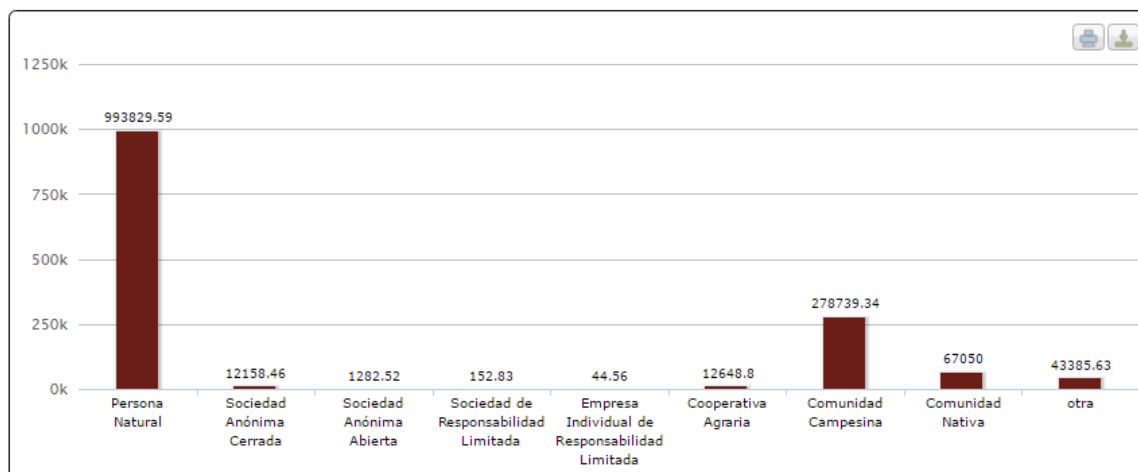 1250k
1000k
750k
500k
250k
0k
993829.59
12158.46
1282.52
152.83
44.56
12648.8
278739.34
67050
43385.63
Persona
Natural
Sociedad
Anónima
Cerrada
Sociedad
Anónima
Abierta
Sociedad de
Responsabilidad
Limitada
Empresa
Individual de
Responsabilidad
Limitada
Cooperativa
Agraria
Comunidad
Campesina
Comunidad
Nativa
otra